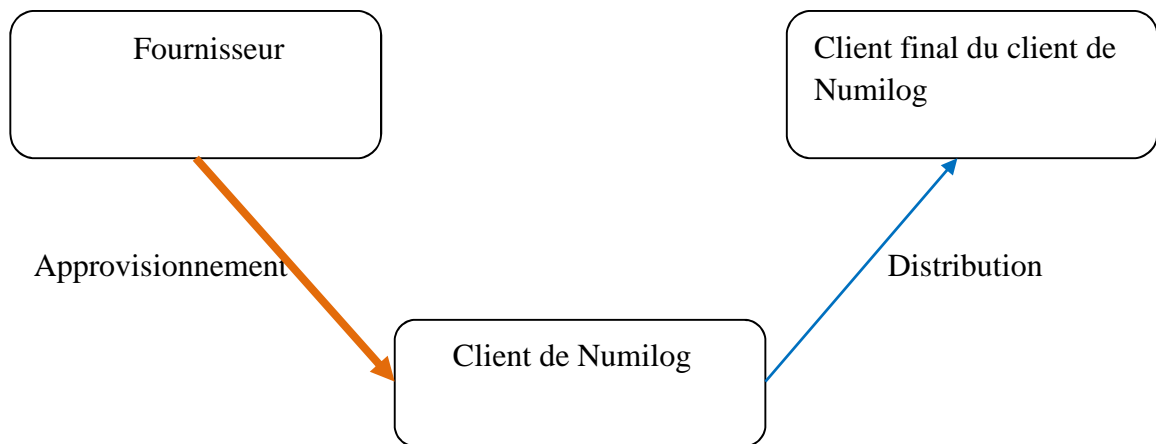 Fournisseur
Client final du client de
Numilog
Approvisionnement
Distribution
Client de Numilog